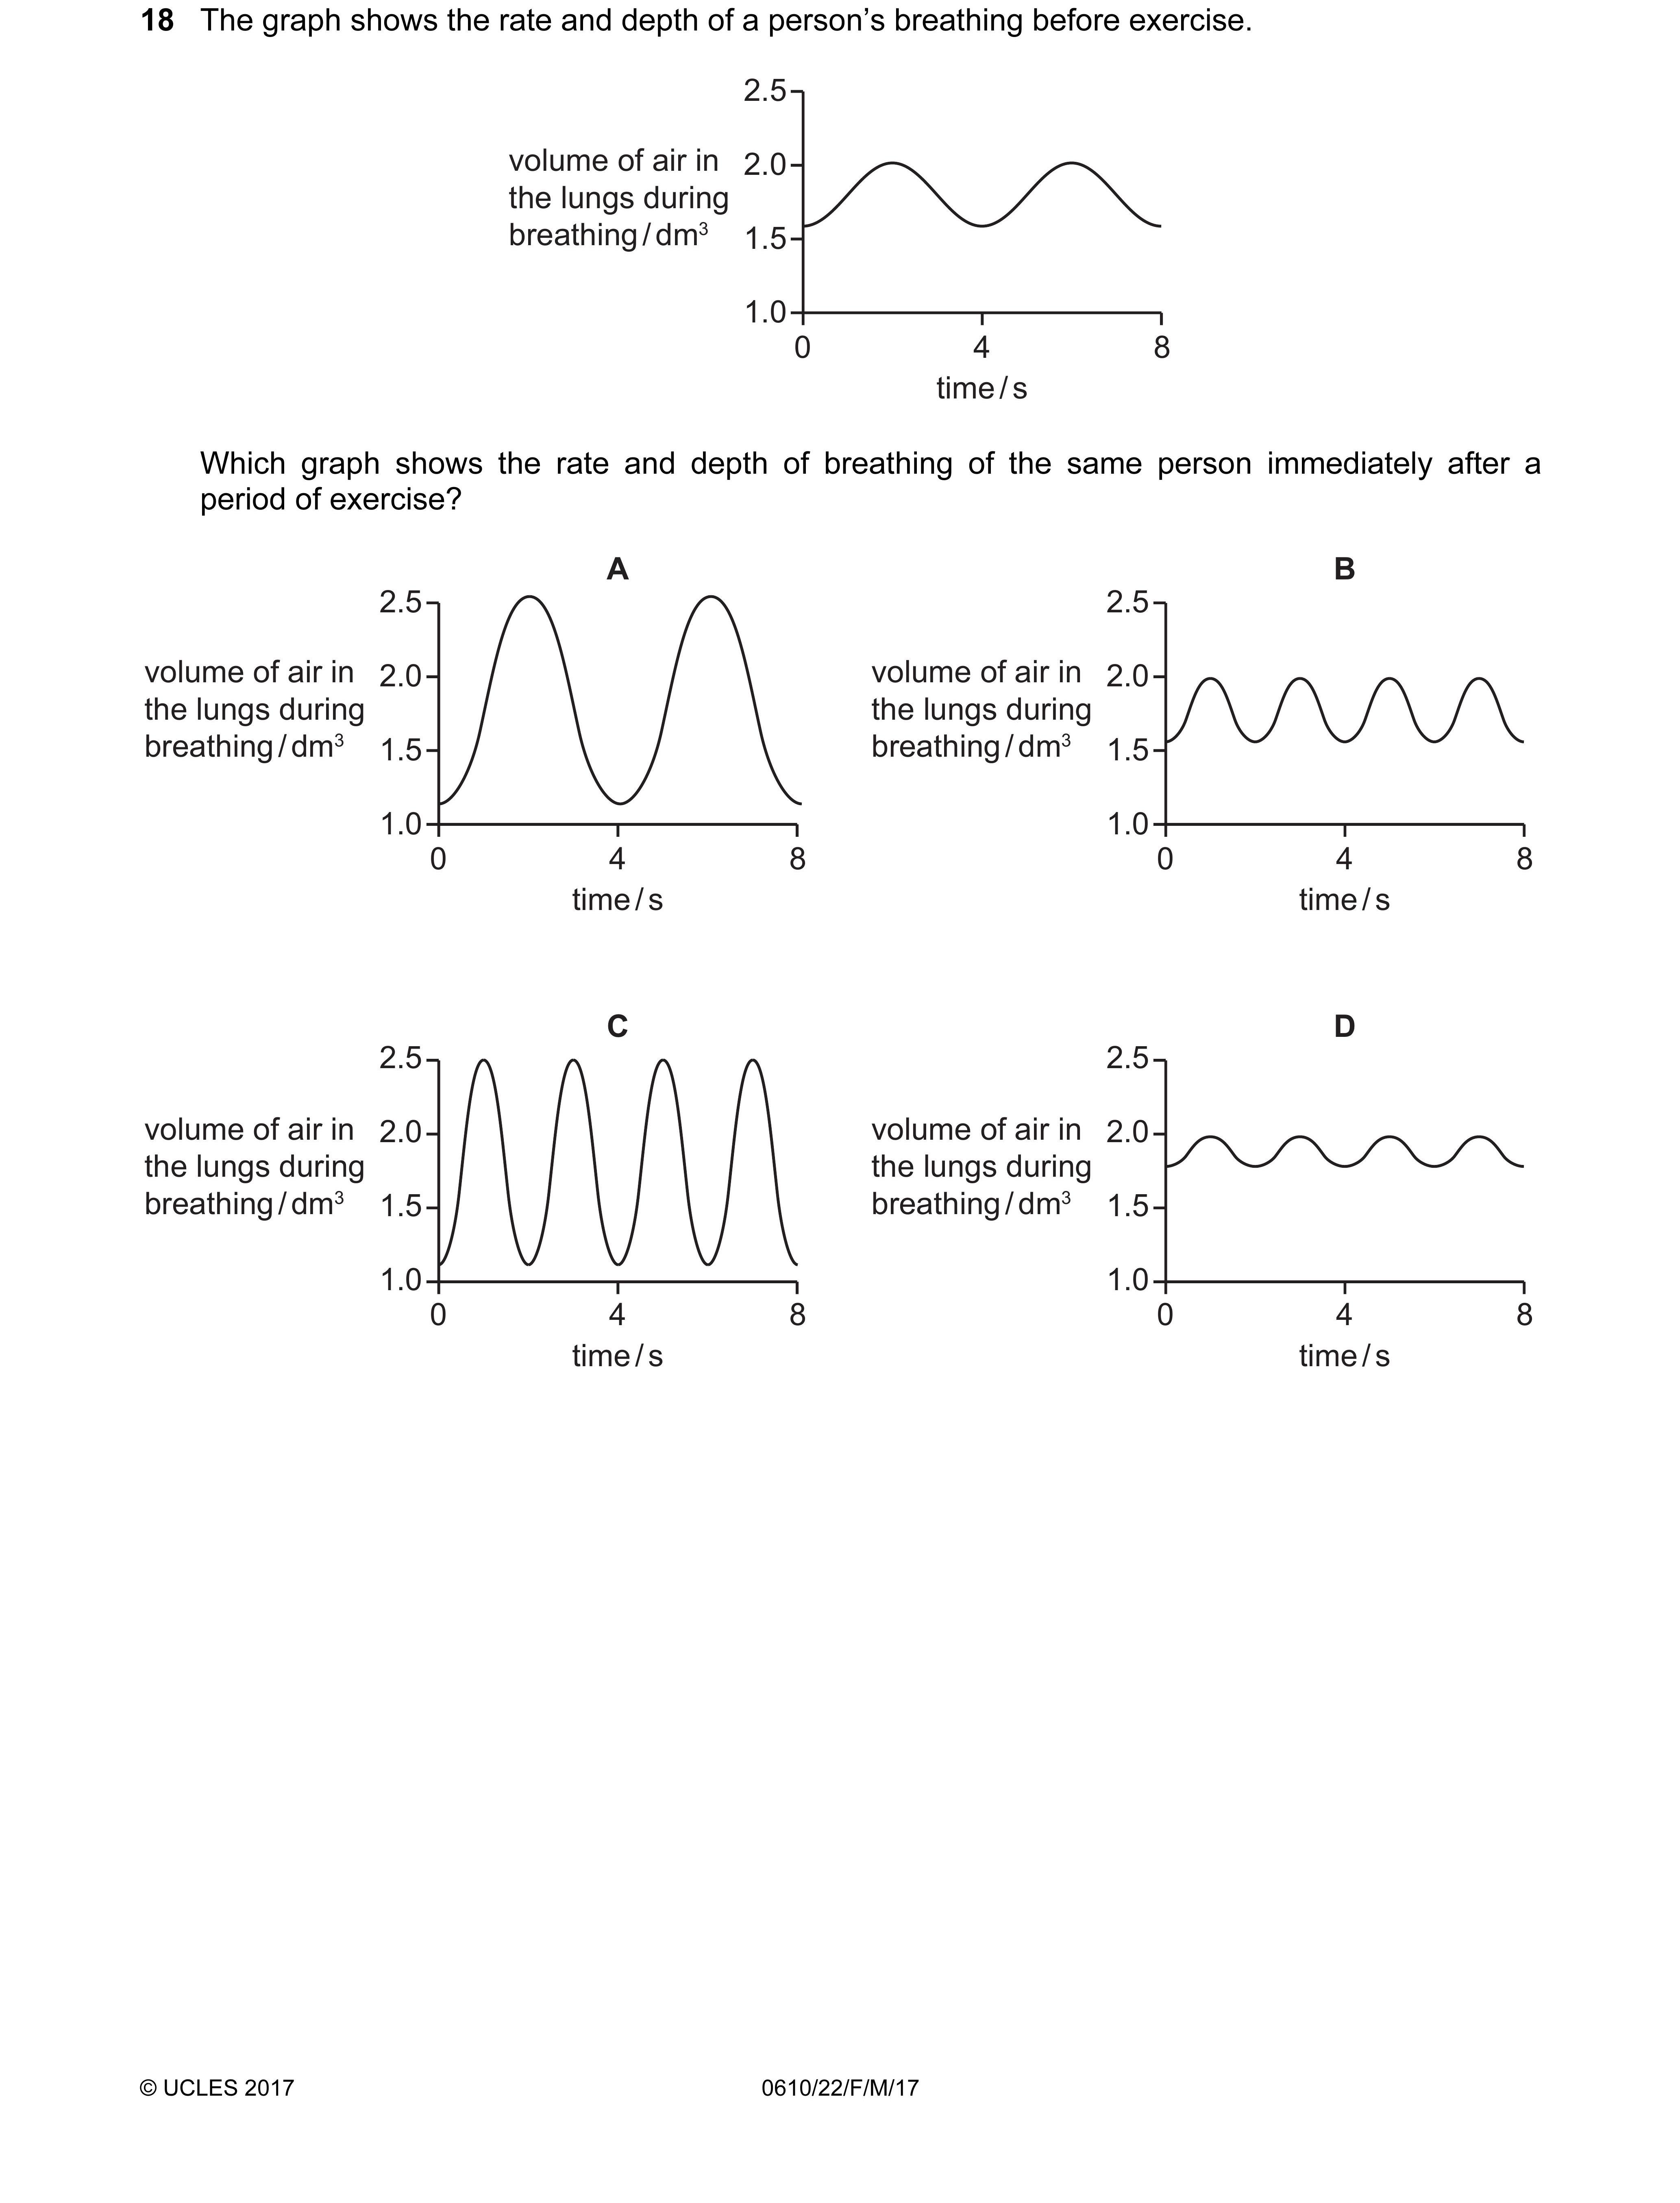 18 The graph shows the rate and depth of a person’s breathing before exercise.
2.5
volume of air in
the lungs during
breathing / dm³
2.0
1.5
1.0
0 4 8
time / s
Which graph shows the rate and depth of breathing of the same person immediately after a
period of exercise?
A
2.5
volume of air in
the lungs during
breathing / dm³
2.0
1.5
1.0
0 4 8
time / s
B
2.5
volume of air in
the lungs during
breathing / dm³
2.0
1.5
1.0
0 4 8
time / s
C
2.5
volume of air in
the lungs during
breathing / dm³
2.0
1.5
1.0
0 4 8
time / s
D
2.5
volume of air in
the lungs during
breathing / dm³
2.0
1.5
1.0
0 4 8
time / s
© UCLES 2017 0610/22/F/M/17